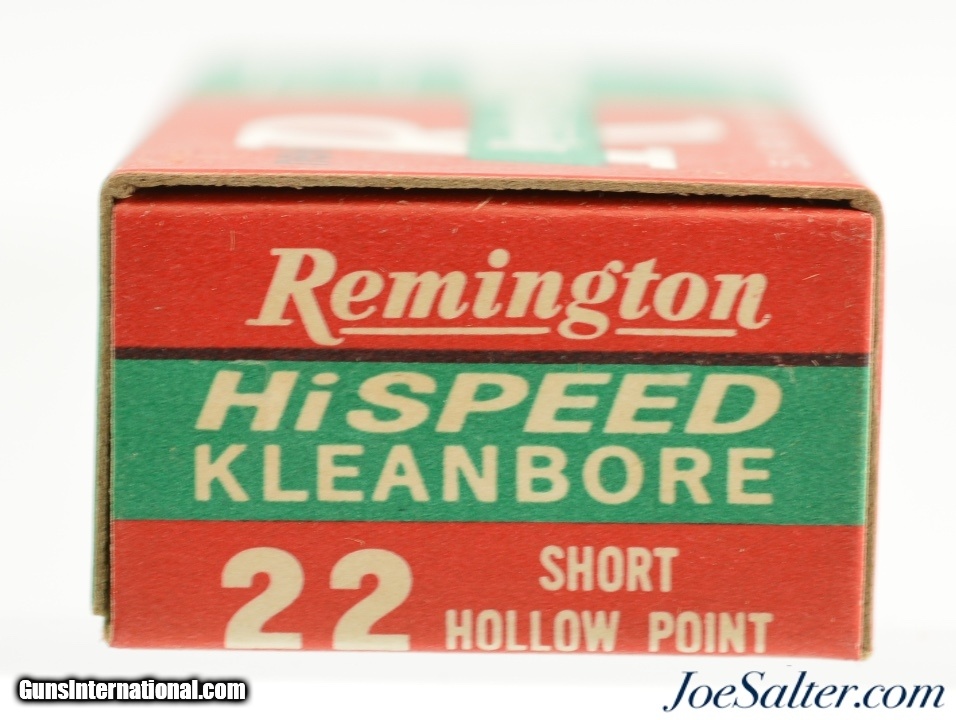 Remington
HiSPEED
KLEANBORE
22 SHORT
HOLLOW POINT
GunsInternational.com
JoeSalter.com